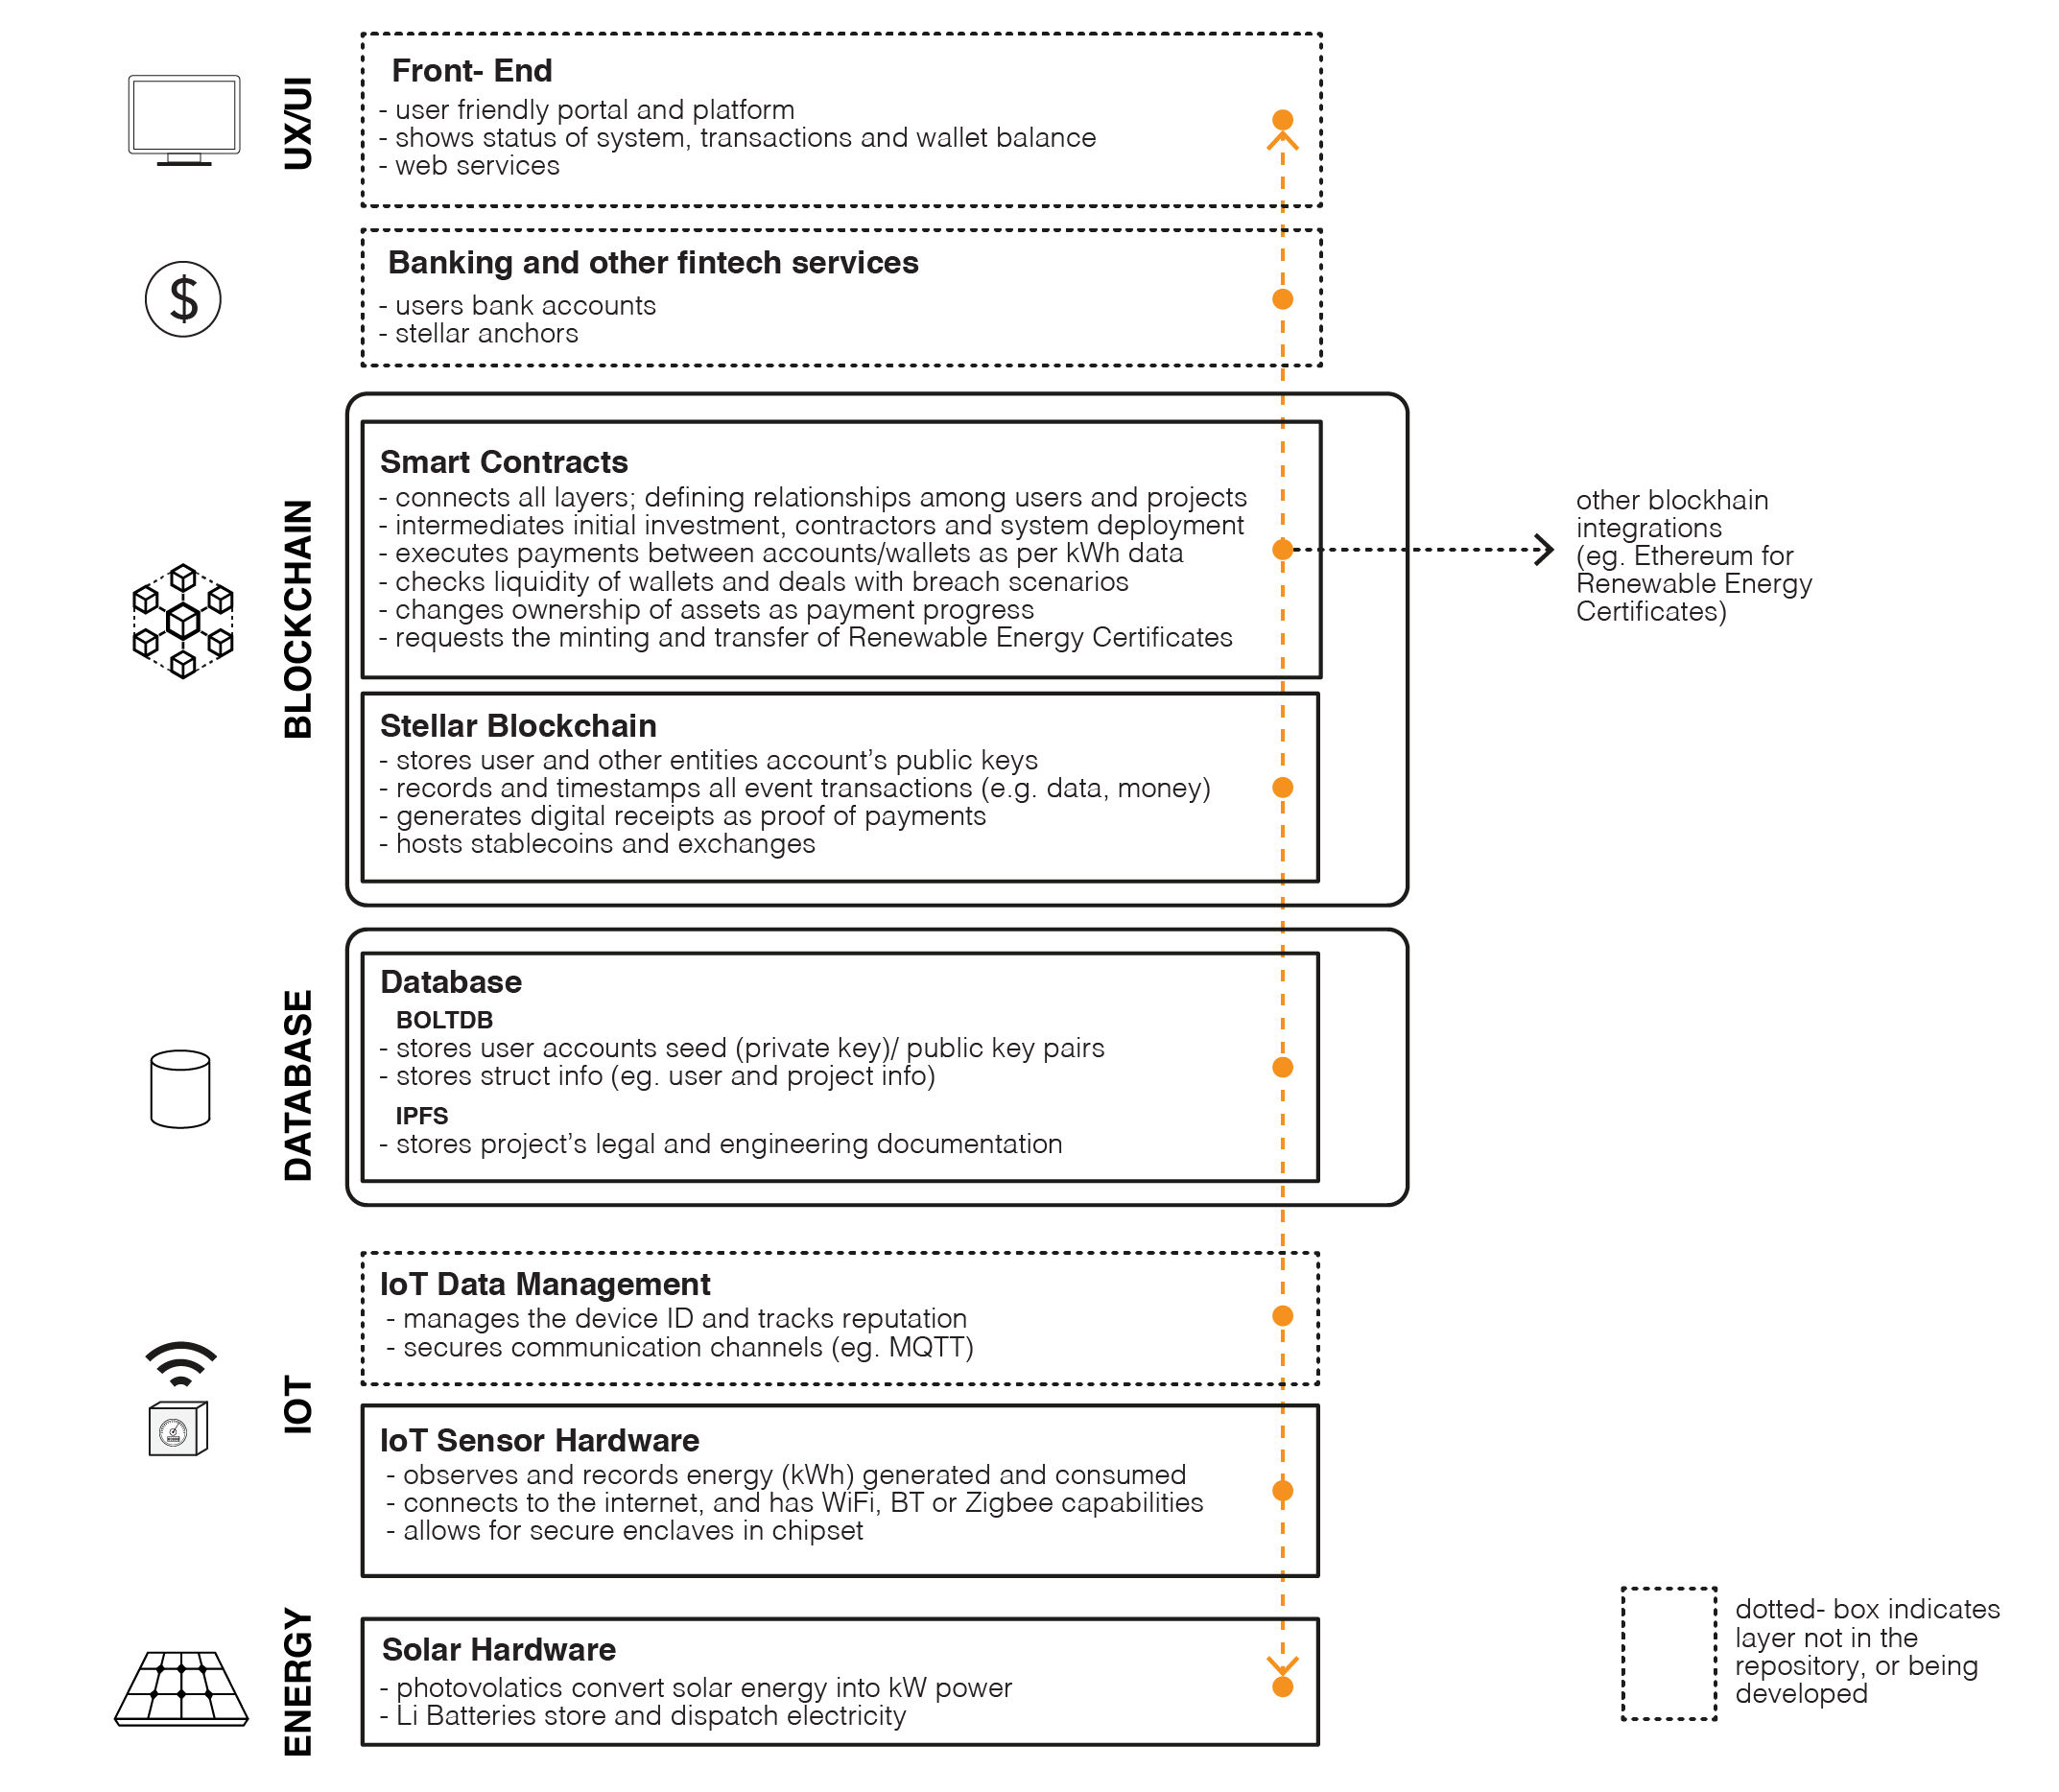 UX/UI
Front- End
- user friendly portal and platform
- shows status of system, transactions and wallet balance
- web services
$
Banking and other fintech services
- users bank accounts
- stellar anchors
BLOCKCHAIN
Smart Contracts
- connects all layers; defining relationships among users and projects
- intermediates initial investment, contractors and system deployment
- executes payments between accounts/wallets as per kWh data
- checks liquidity of wallets and deals with breach scenarios
- changes ownership of assets as payment progress
- requests the minting and transfer of Renewable Energy Certificates
other blockhain
integrations
(eg. Ethereum for
Renewable Energy
Certificates)
Stellar Blockchain
- stores user and other entities account’s public keys
- records and timestamps all event transactions (e.g. data, money)
- generates digital receipts as proof of payments
- hosts stablecoins and exchanges
DATABASE
Database
BOLTDB
- stores user accounts seed (private key)/ public key pairs
- stores struct info (eg. user and project info)
IPFS
- stores project’s legal and engineering documentation
IOT
IoT Data Management
- manages the device ID and tracks reputation
- secures communication channels (eg. MQTT)
IoT Sensor Hardware
- observes and records energy (kWh) generated and consumed
- connects to the internet, and has WiFi, BT or Zigbee capabilities
- allows for secure enclaves in chipset
ENERGY
Solar Hardware
- photovolatics convert solar energy into kW power
- Li Batteries store and dispatch electricity
dotted- box indicates
layer not in the
repository, or being
developed